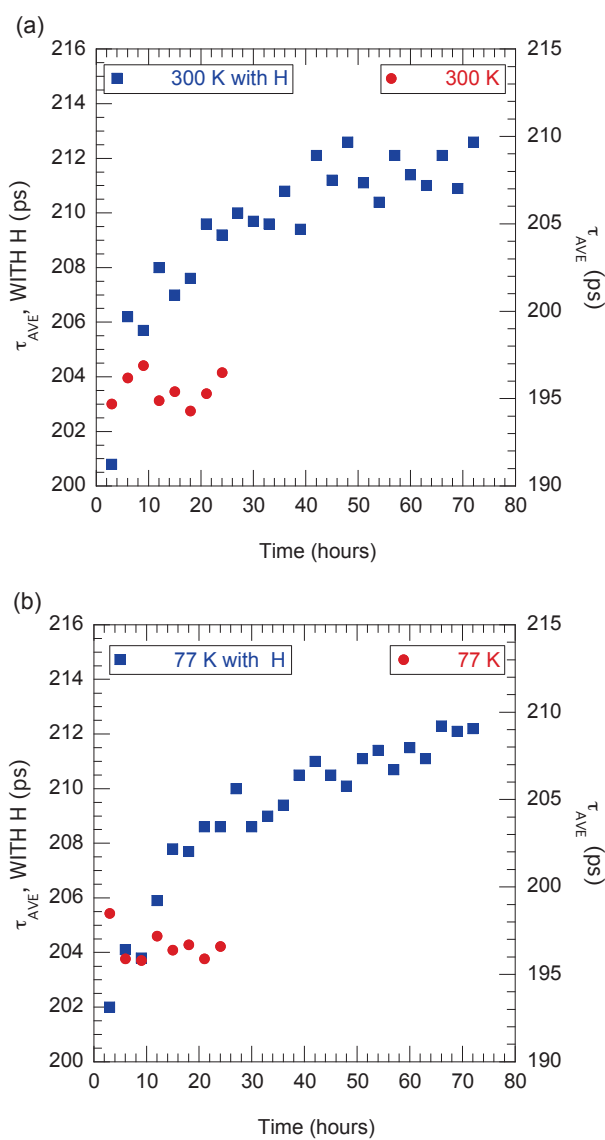 (a)
216
214
212
210
208
206
204
202
200
τAVE, WITH H (ps)
300 K with H
300 K
215
210
205
200
195
190
τAVE (ps)
0 10 20 30 40 50 60 70 80
Time (hours)
(b)
216
214
212
210
208
206
204
202
200
τAVE, WITH H (ps)
77 K with H
77 K
215
210
205
200
195
190
τAVE (ps)
0 10 20 30 40 50 60 70 80
Time (hours)